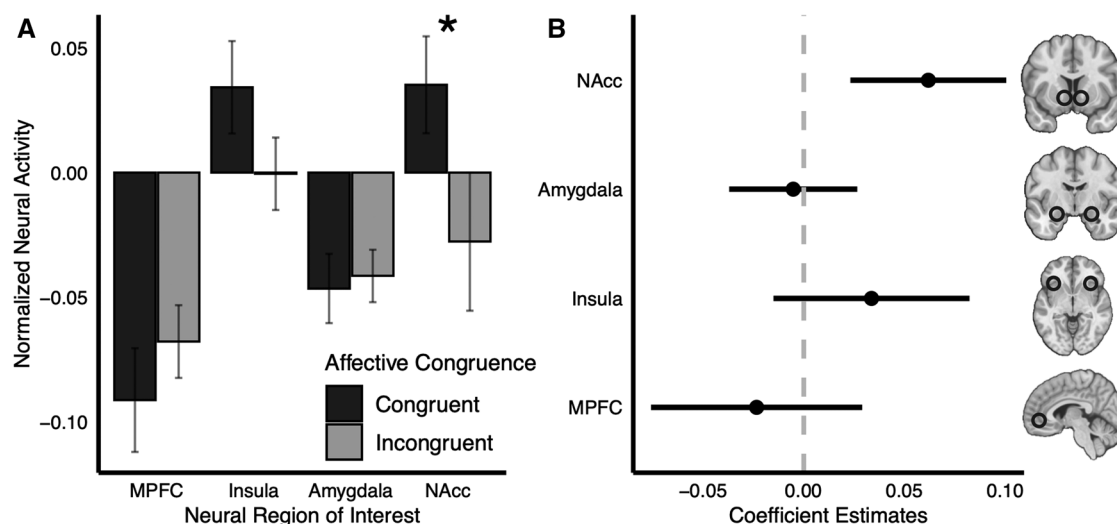 A
*
0.05
0.00
−0.05
−0.10
Normalized Neural Activity
Affective Congruence
Congruent
Incongruent
MPFC Insula Amygdala NAcc
Neural Region of Interest
B
NAcc
Amygdala
Insula
MPFC
−0.05 0.00 0.05 0.10
Coefficient Estimates